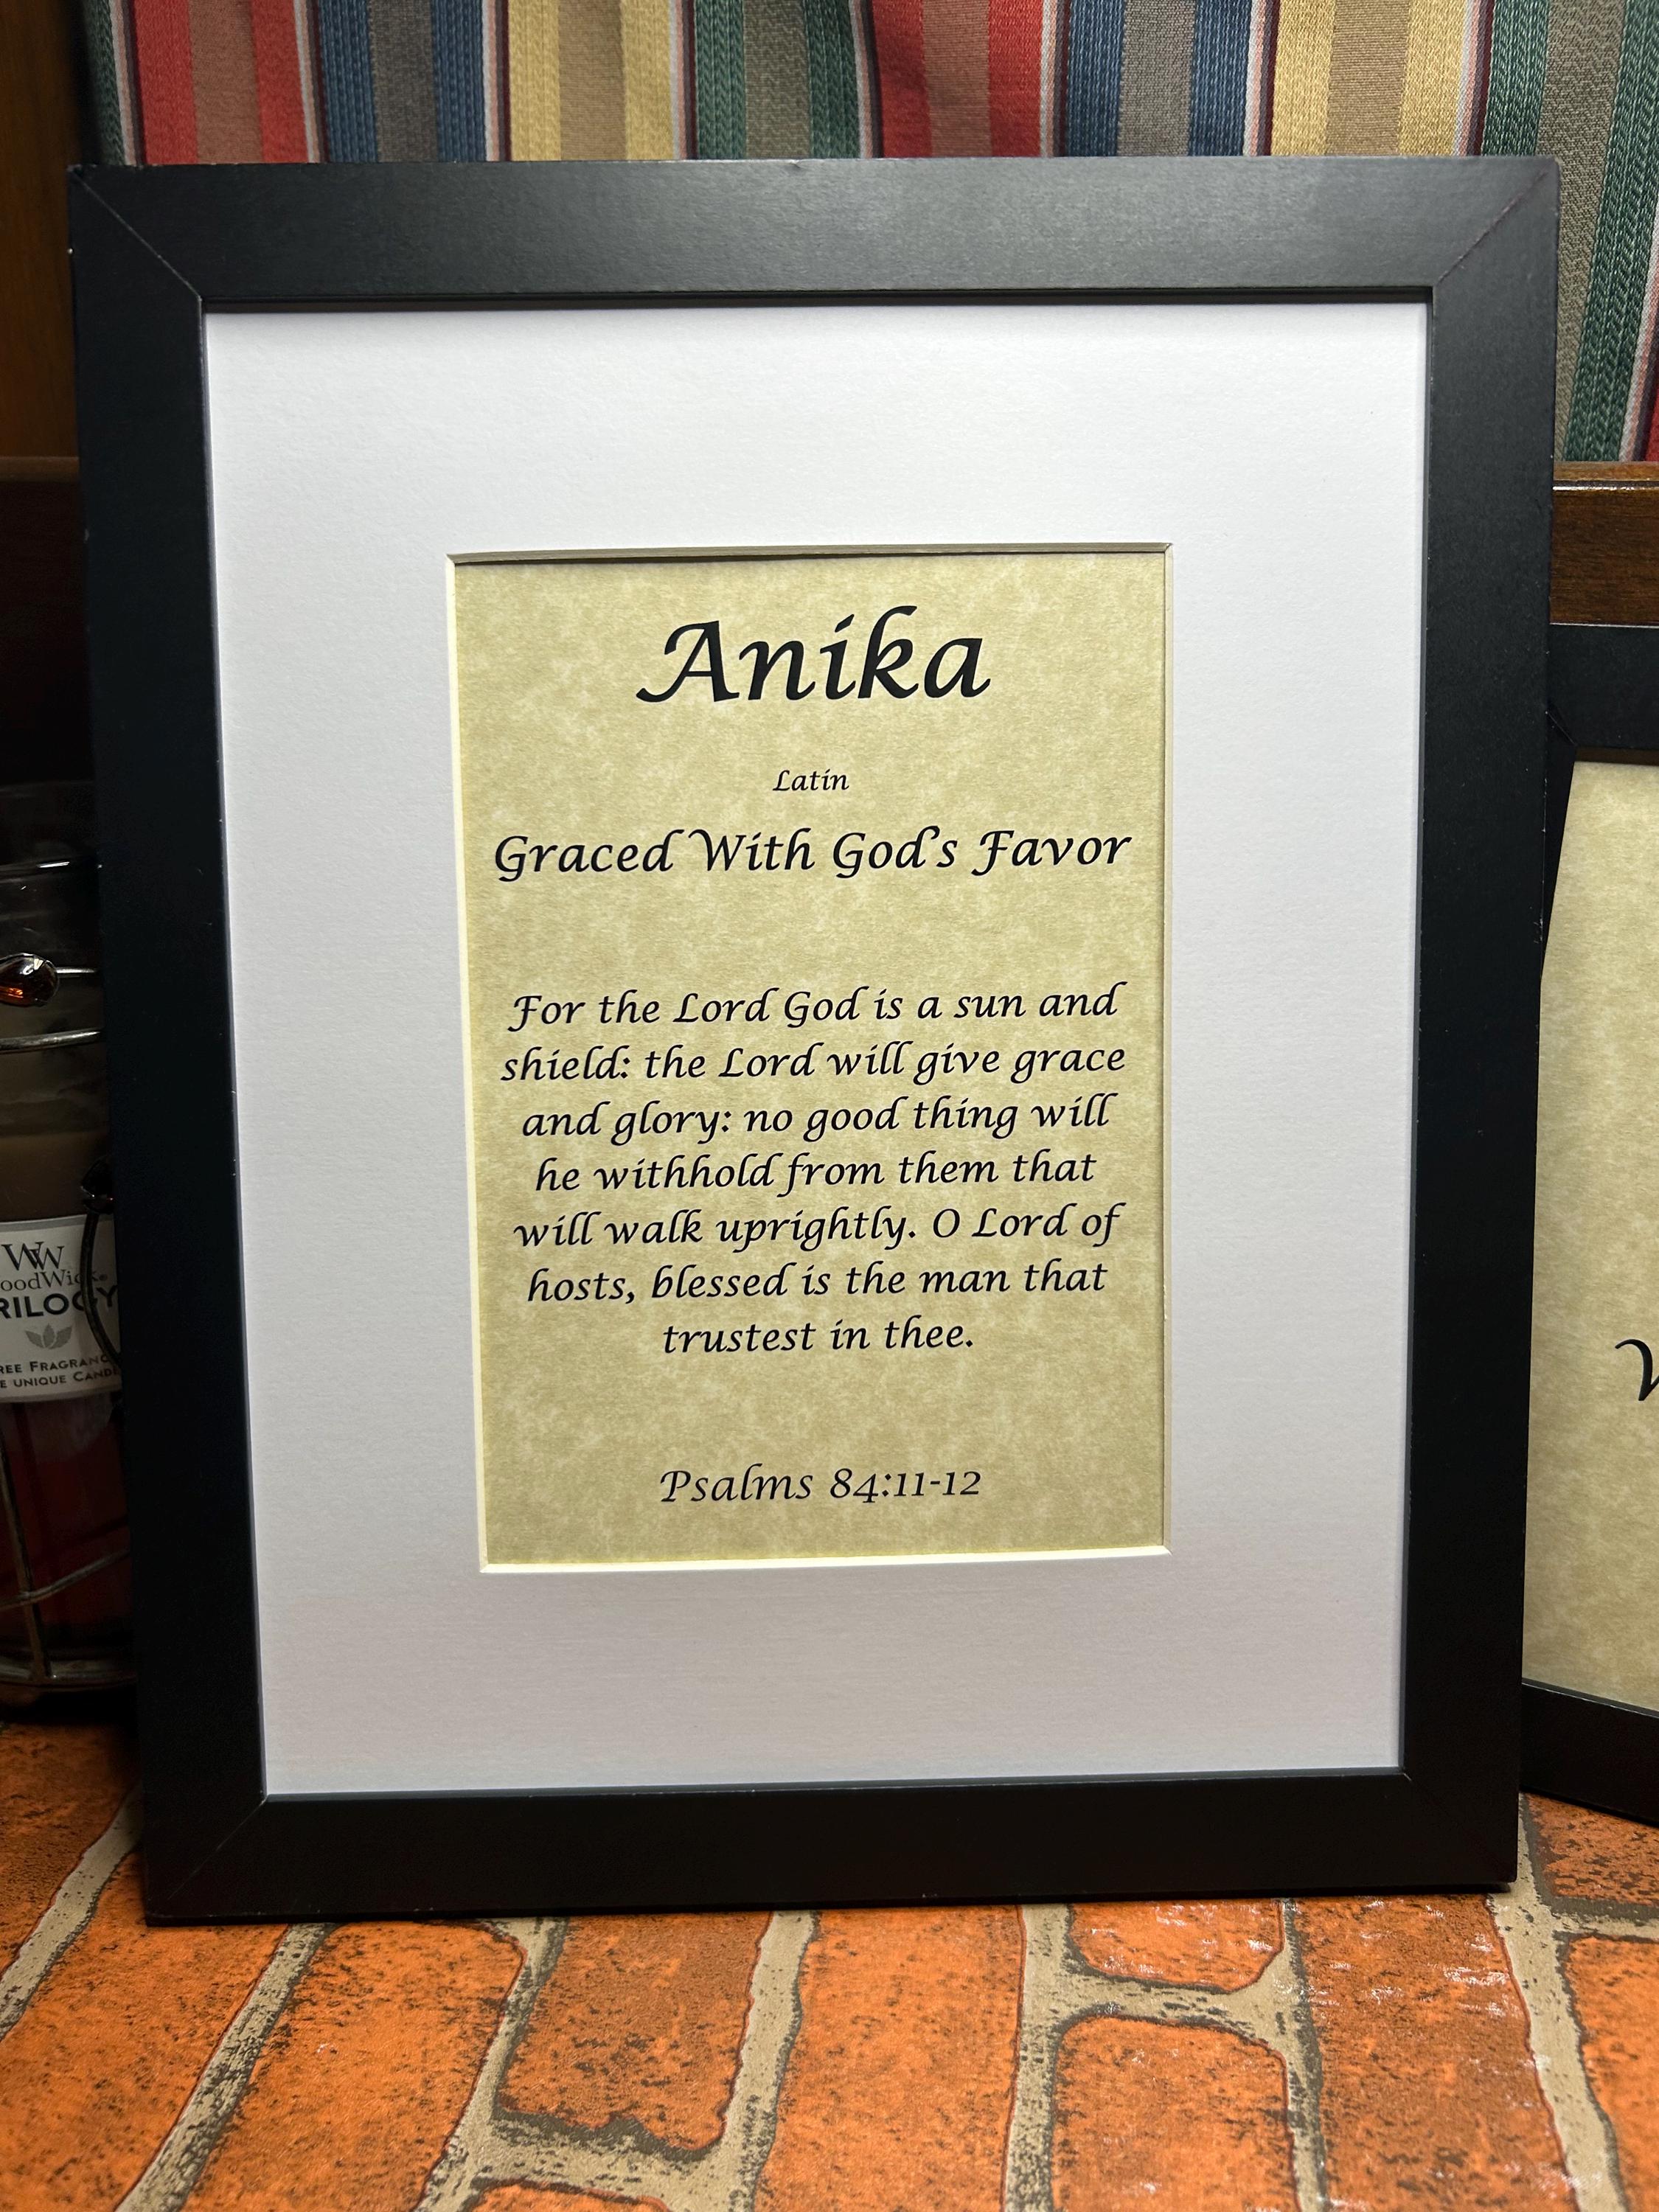 Anika
Latin
Graced With God's Favor
For the Lord God is a sun and
shield: the Lord will give grace
and glory: no good thing will
he withhold from them that
will walk uprightly. O Lord of
hosts, blessed is the man that
trustest in thee.
Psalms 84:11-12
WW